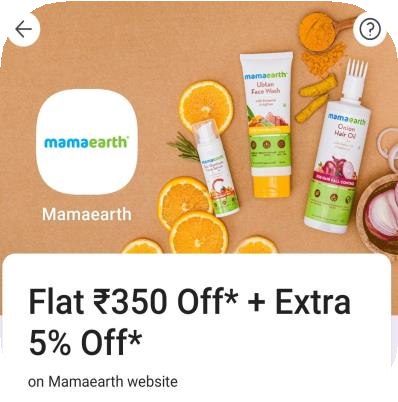 mamaearth
Ubtan
Face Wash
mamaearth
Onion
Hair Oil
mamaearth
Mamaearth
Flat ₹350 Off* + Extra
5% Off*
on Mamaearth website